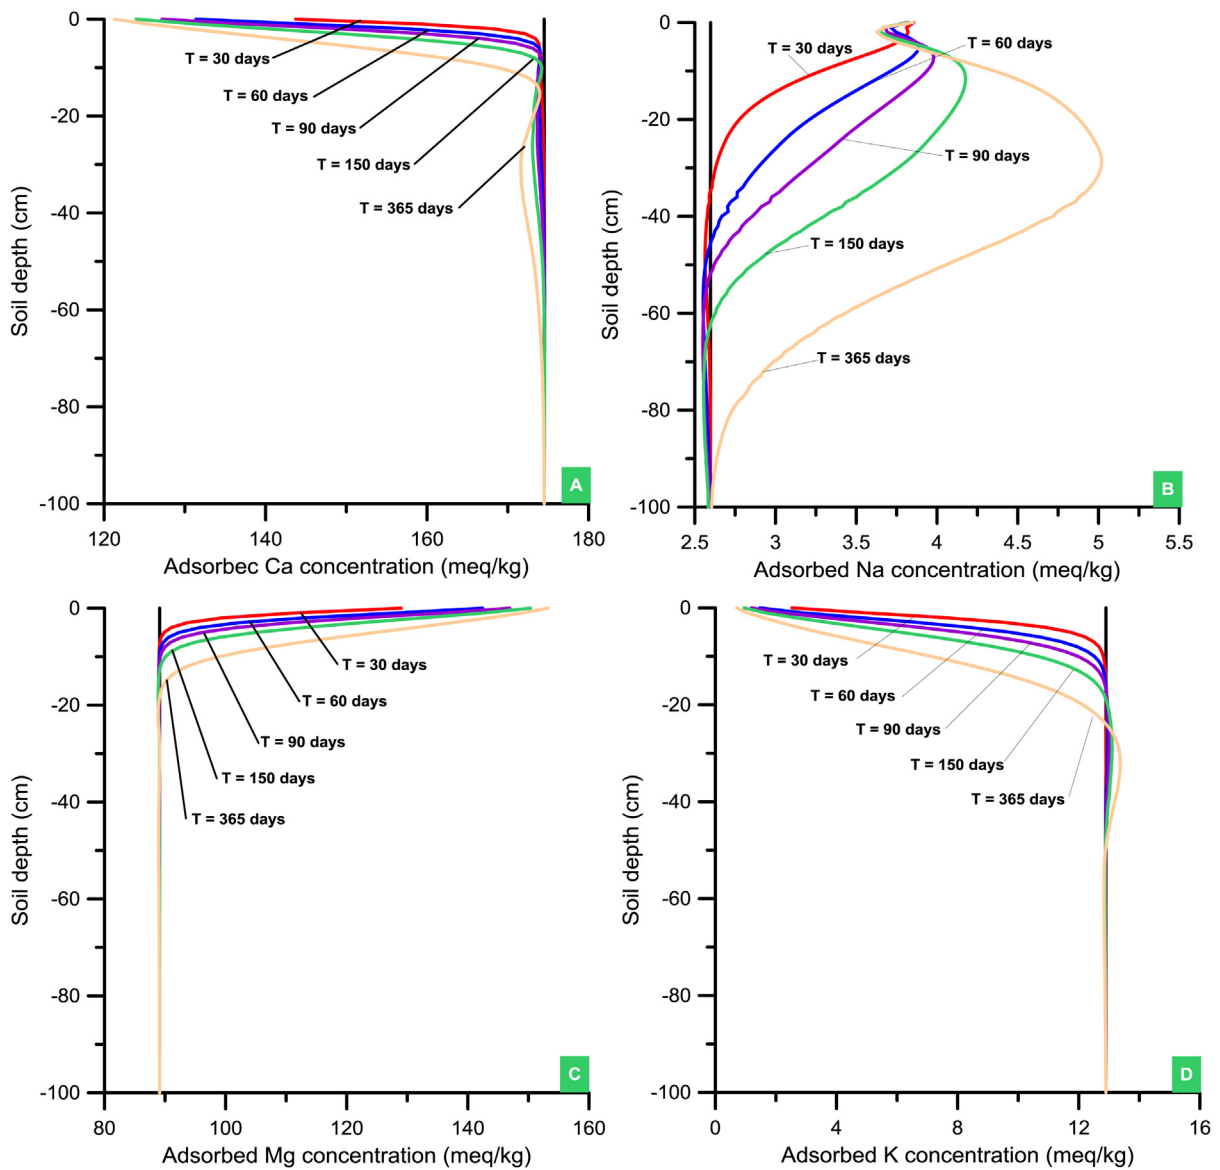 0
-20
-40
-60
-80
-100
Soil depth (cm)
T = 30 days
T = 60 days
T = 90 days
T = 150 days
T = 365 days
A
120
140
160
180
Adsorbec Ca concentration (meq/kg)
0
-20
-40
-60
-80
-100
Soil depth (cm)
T = 30 days
T = 60 days
T = 90 days
T = 150 days
T = 365 days
B
2.5
3
3.5
4
4.5
5
5.5
Adsorbed Na concentration (meq/kg)
0
-20
-40
-60
-80
-100
Soil depth (cm)
T = 30 days
T = 60 days
T = 90 days
T = 150 days
T = 365 days
C
80
100
120
140
160
Adsorbed Mg concentration (meq/kg)
0
-20
-40
-60
-80
-100
Soil depth (cm)
T = 30 days
T = 60 days
T = 90 days
T = 150 days
T = 365 days
D
0
4
8
12
16
Adsorbed K concentration (meq/kg)